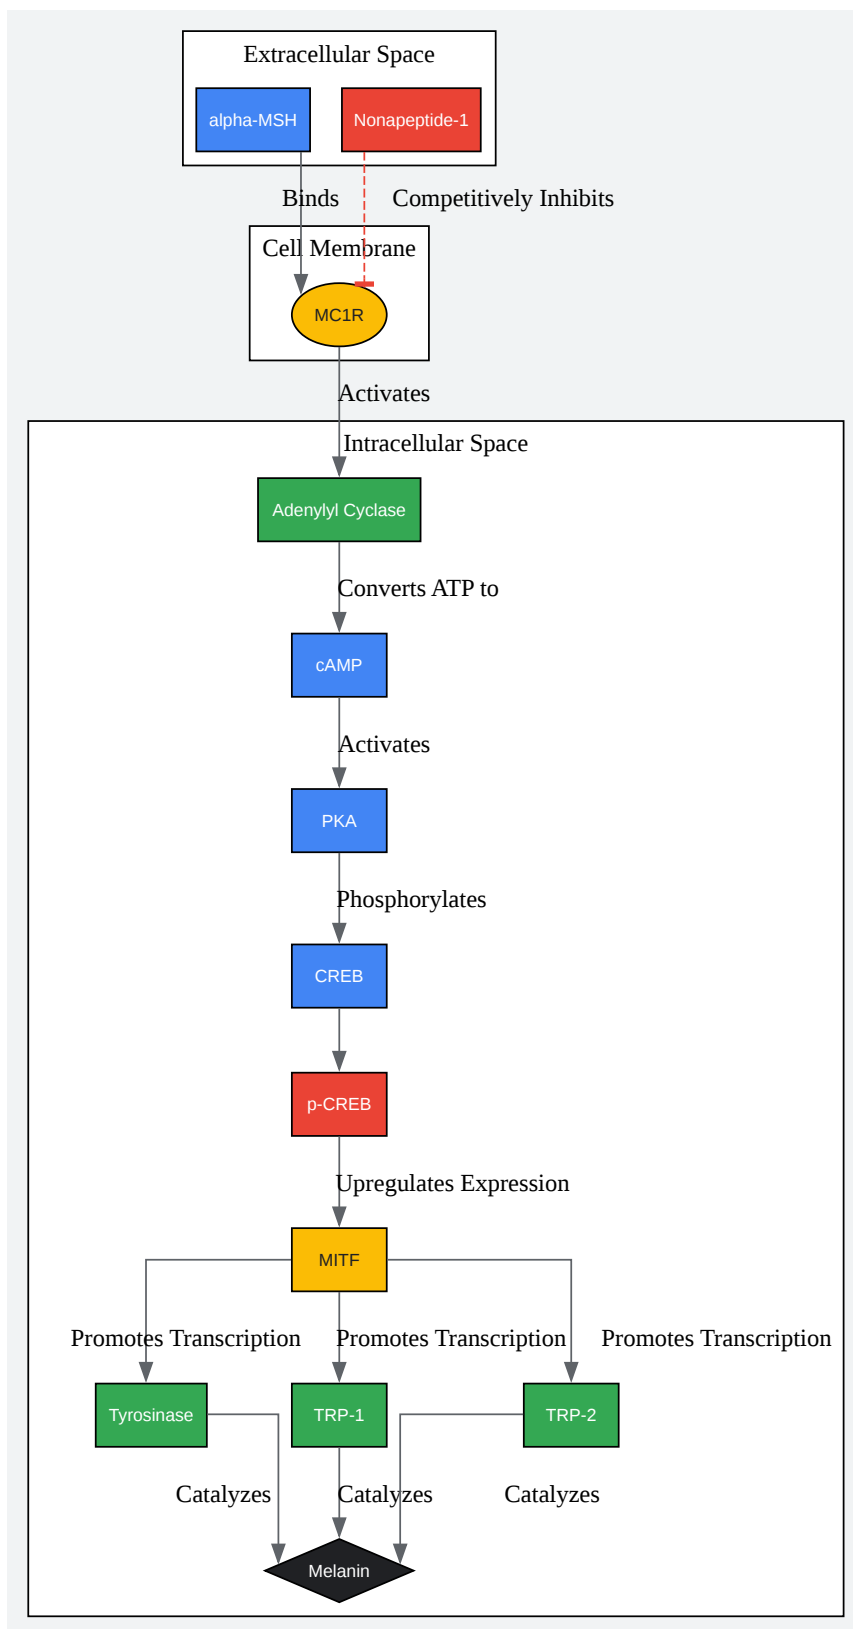 Extracellular Space
alpha-MSH
Nonapeptide-1
Binds
Competitively Inhibits
Cell Membrane
MC1R
Activates
Intracellular Space
Adenylyl Cyclase
Converts ATP to
cAMP
Activates
PKA
Phosphorylates
CREB
p-CREB
Upregulates Expression
MITF
Promotes Transcription
Promotes Transcription
Promotes Transcription
Tyrosinase
TRP-1
TRP-2
Catalyzes
Catalyzes
Catalyzes
Melanin